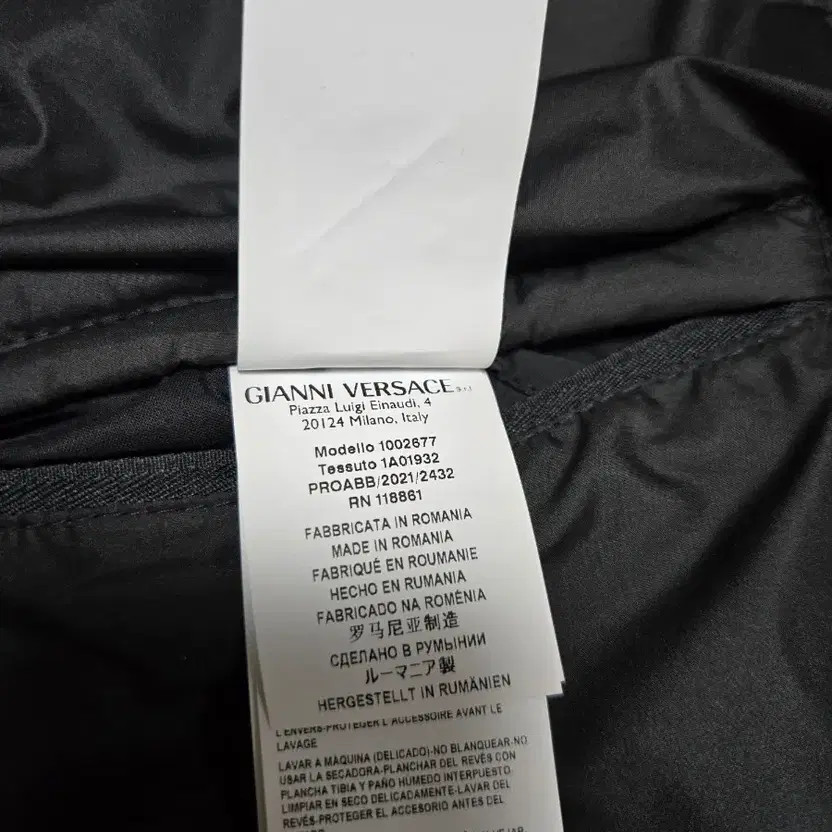 GIANNI VERSACE S.r.l
Piazza Luigi Einaudi, 4
20124 Milano, Italy
Modello 1002677
Tessuto 1A01932
PROABB/2021/2432
RN 118861
FABBRICATA IN ROMANIA
MADE IN ROMANIA
FABRIQUÉ EN ROUMANIE
HECHO EN RUMANIA
FABRICADO NA ROMÉNIA
罗马尼亚制造
СДЕЛАНО В РУМЫНИИ
ルーマニア製
HERGESTELLT IN RUMÄNIEN
L'ENVERS-PROTEGER L'ACCESSOIRE AVANT LE
LAVAGE
LAVAR A MÁQUINA (DELICADO)-NO BLANQUEAR-NO
USAR LA SECADORA-PLANCHAR DEL REVÉS CON
PLANCHA TIBIA Y PAÑO HÚMEDO INTERPUESTO
LIMPIAR EN SECO DELICADAMENTE-LAVAR DEL
REVÉS-PROTEGER EL ACCESORIO ANTES DEL